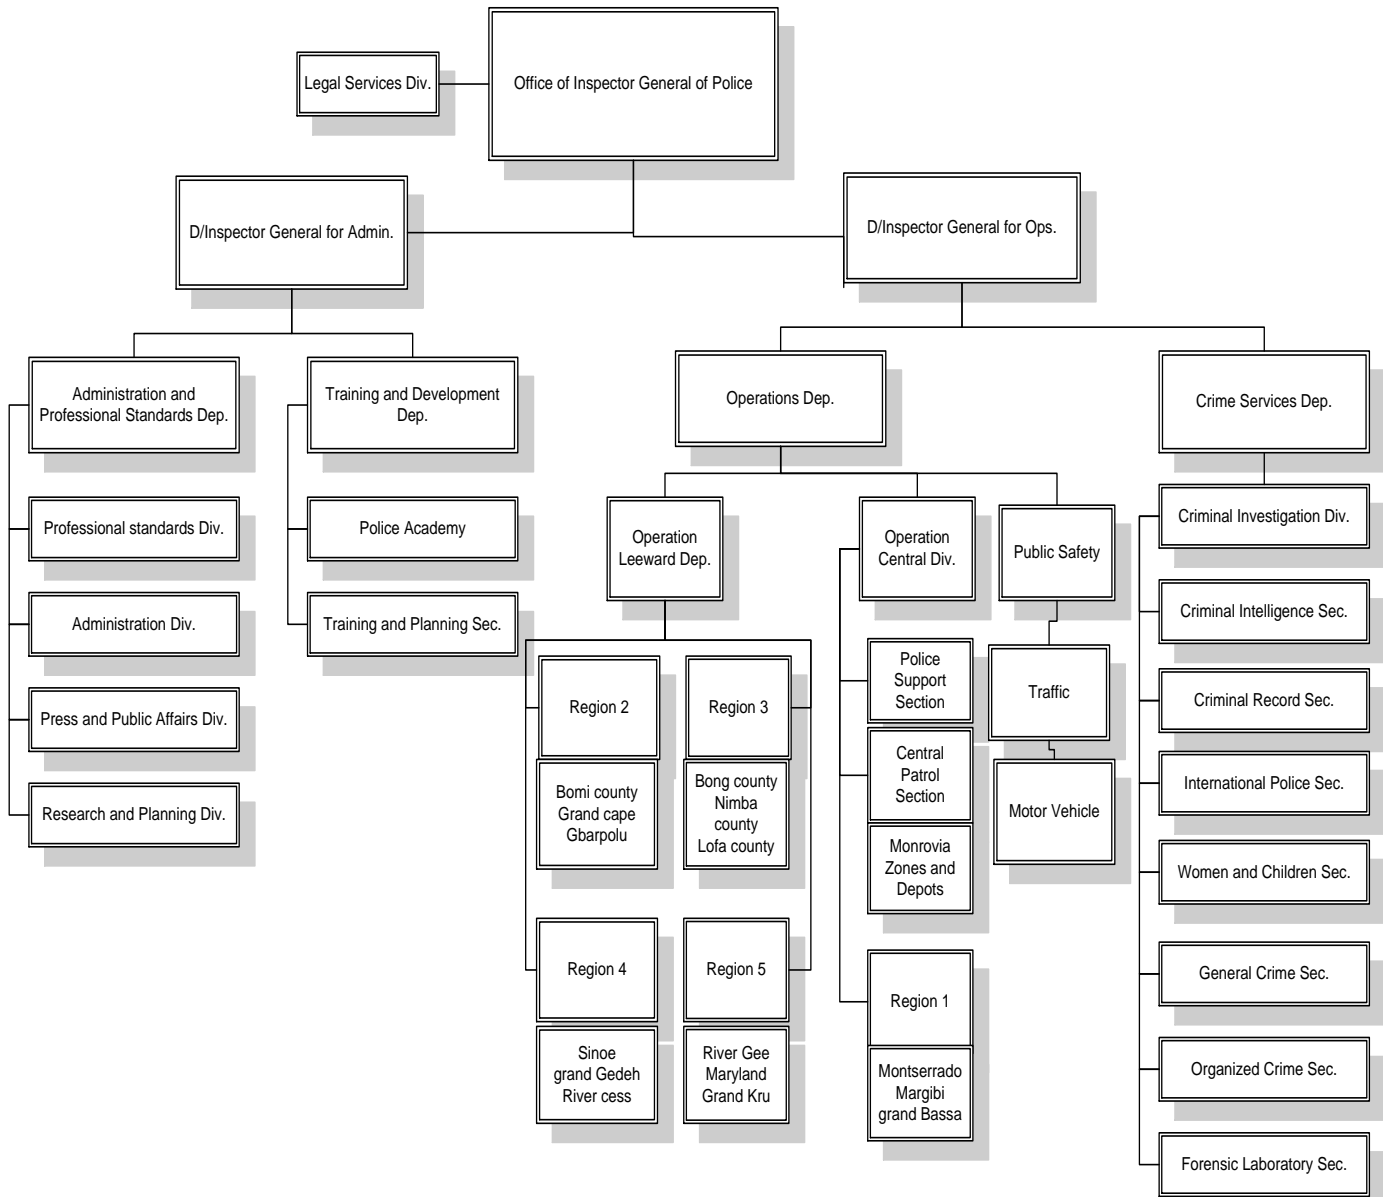 Office of Inspector General of Police
Legal Services Div.
D/Inspector General for Admin.
D/Inspector General for Ops.
Administration and
Professional Standards Dep.
Professional standards Div.
Administration Div.
Press and Public Affairs Div.
Research and Planning Div.
Training and Development
Dep.
Police Academy
Training and Planning Sec.
Operations Dep.
Operation
Leeward Dep.
Region 2
Bomi county
Grand cape
Gbarpolu
Region 3
Bong county
Nimba
county
Lofa county
Region 4
Sinoe
grand Gedeh
River cess
Region 5
River Gee
Maryland
Grand Kru
Operation
Central Div.
Police
Support
Section
Central
Patrol
Section
Monrovia
Zones and
Depots
Region 1
Montserrado
Margibi
grand Bassa
Public Safety
Traffic
Motor Vehicle
Crime Services Dep.
Criminal Investigation Div.
Criminal Intelligence Sec.
Criminal Record Sec.
International Police Sec.
Women and Children Sec.
General Crime Sec.
Organized Crime Sec.
Forensic Laboratory Sec.